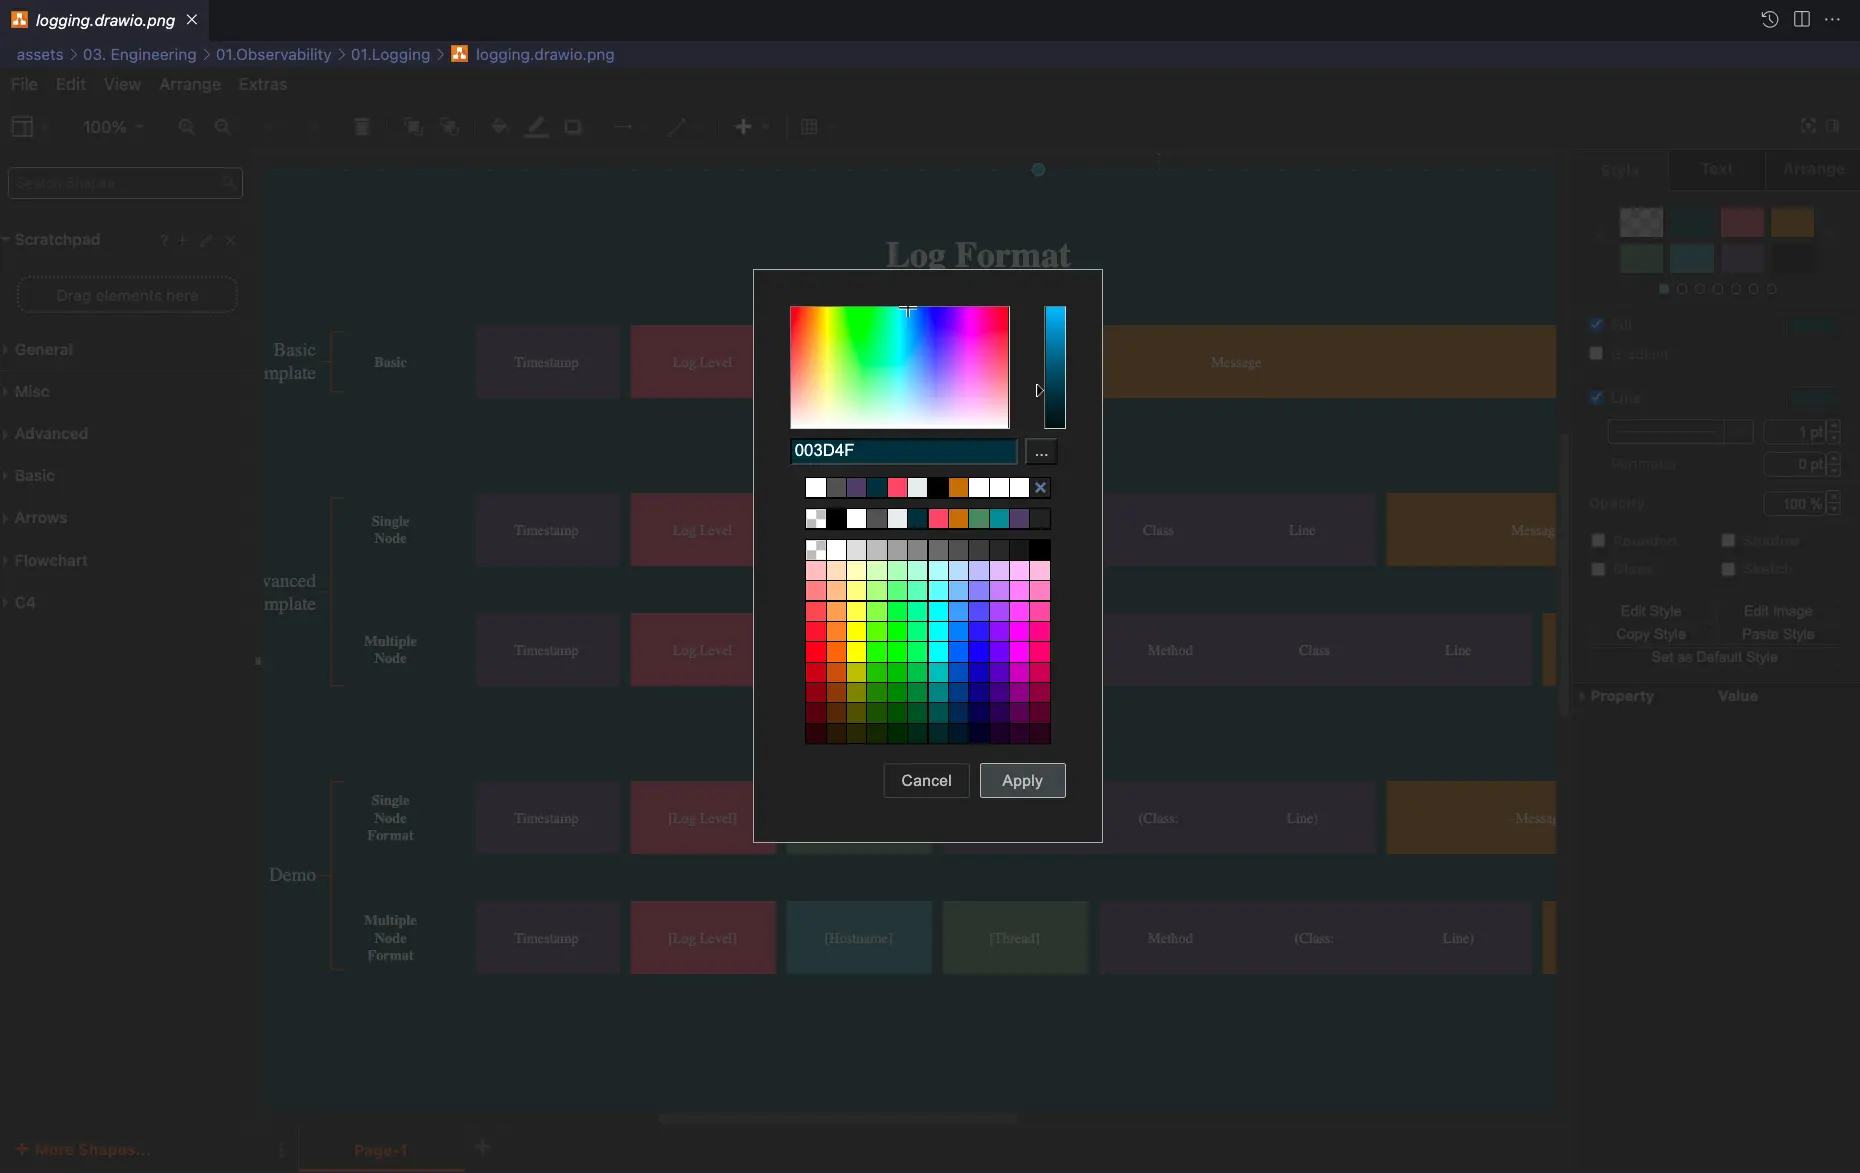 logging.drawio.png
assets > 03. Engineering > 01.Observability > 01.Logging > logging.drawio.png
File Edit View Arrange Extras
100%
Search Shapes
Scratchpad ? +
Drag elements here
General
Misc
Advanced
Basic
Arrows
Flowchart
C4
Log Format
Basic
mplate
Basic
Timestamp
Log Level
Message
vanced
mplate
Single
Node
Timestamp
Log Level
Class
Line
Messag
Multiple
Node
Timestamp
Log Level
Method
Class
Line
Demo
Single
Node
Format
Timestamp
[Log Level]
(Class:
Line)
- Messag
Multiple
Node
Format
Timestamp
[Log Level]
[Hostname]
[Thread]
Method
(Class:
Line)
003D4F
...
Cancel
Apply
Style Text Arrange
Fill
Gradient
Line
1 pt
Perimeter
0 pt
Opacity
100 %
Rounded Shadow
Glass Sketch
Edit Style Edit Image
Copy Style Paste Style
Set as Default Style
Property Value
+ More Shapes...
Page-1